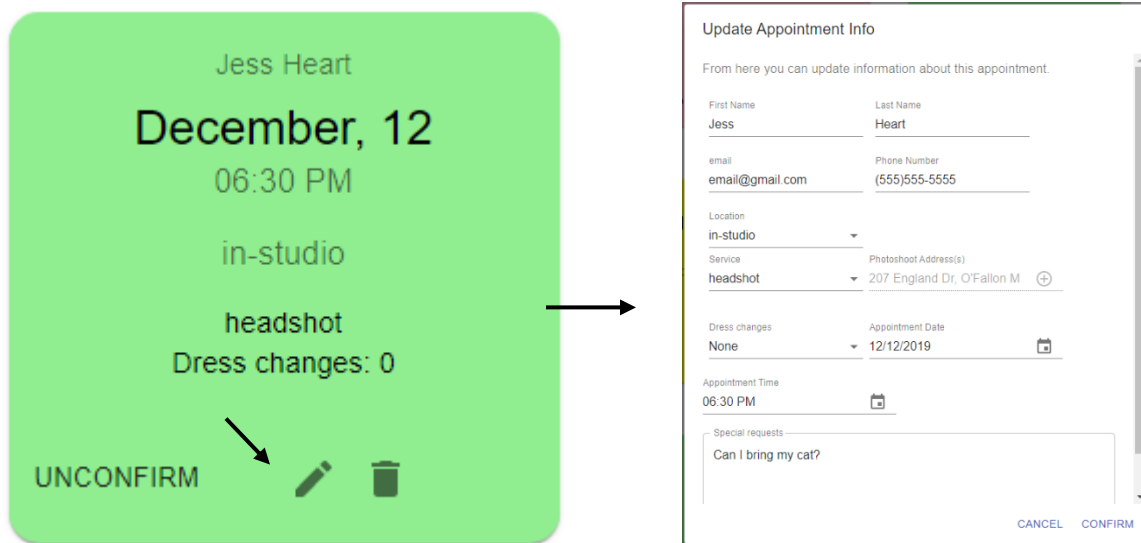 Jess Heart
December, 12
06:30 PM
in-studio
headshot
Dress changes: 0
UNCONFIRM
Update Appointment Info
From here you can update information about this appointment.
First Name Last Name
Jess Heart
email Phone Number
email@gmail.com (555)555-5555
Location
in-studio
Service Photoshoot Address(s)
headshot 207 England Dr, O'Fallon M
Dress changes Appointment Date
None 12/12/2019
Appointment Time
06:30 PM
Special requests
Can I bring my cat?
CANCEL CONFIRM